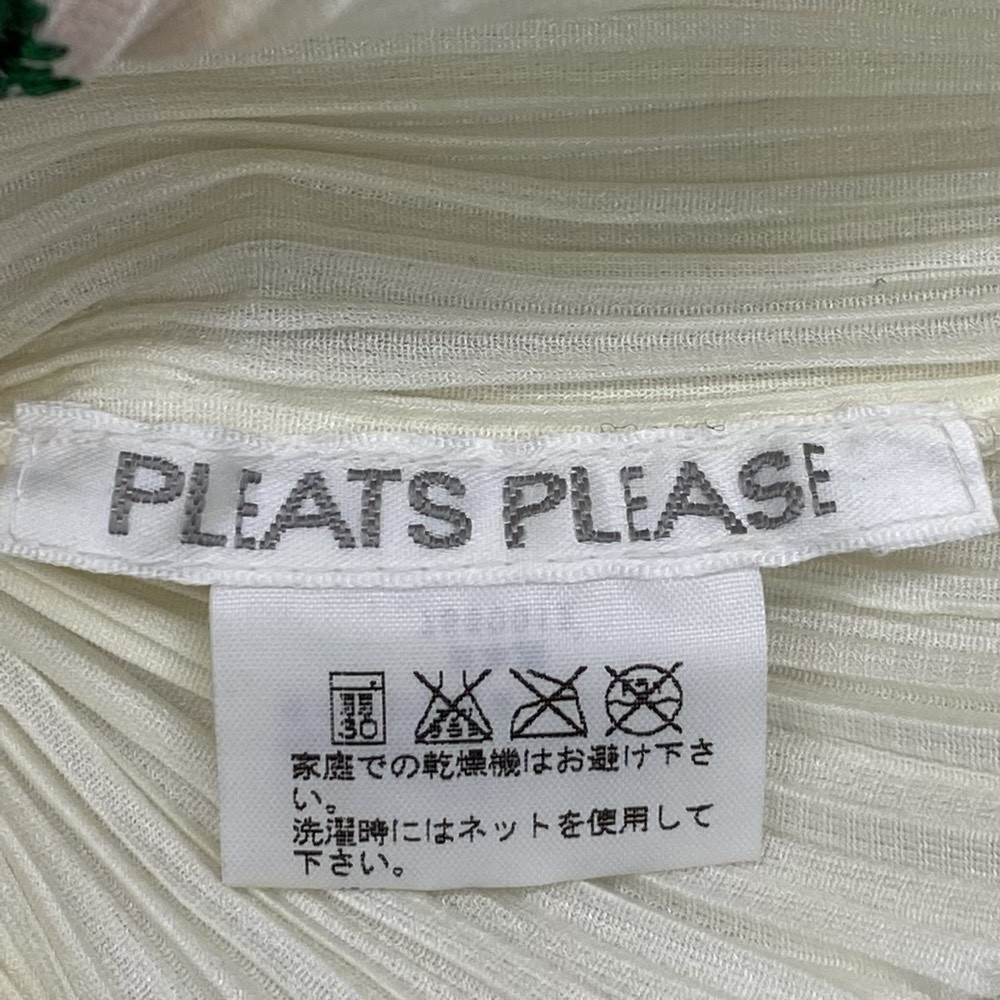 PLEATS PLEASE
30
家庭での乾燥機はお避け下さ
い。
洗濯時にはネットを使用して
下さい。